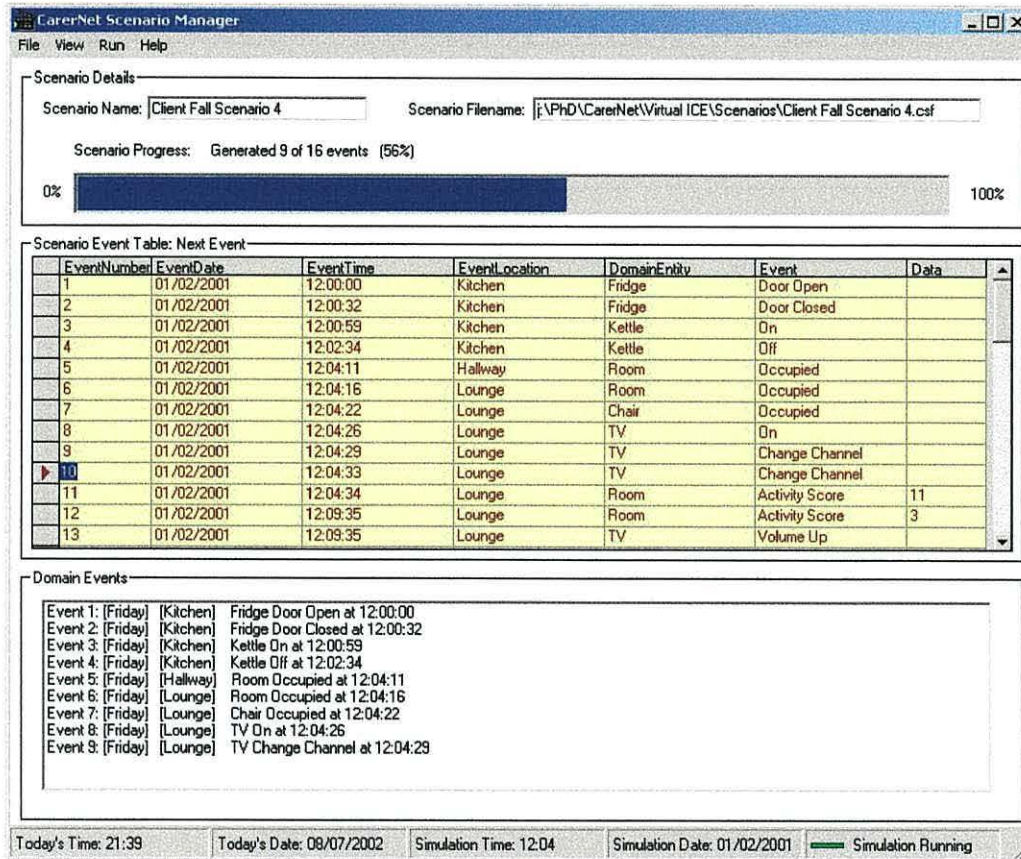 CarerNet Scenario Manager
File View Run Help
Scenario Details
Scenario Name: Client Fall Scenario 4 Scenario Filename: j:\PhD\CarerNet\Virtual ICE\Scenarios\Client Fall Scenario 4.csf
Scenario Progress: Generated 9 of 16 events (56%)
0% 100%
Scenario Event Table: Next Event
EventNumber EventDate EventTime EventLocation DomainEntity Event Data
1 01/02/2001 12:00:00 Kitchen Fridge Door Open
2 01/02/2001 12:00:32 Kitchen Fridge Door Closed
3 01/02/2001 12:00:59 Kitchen Kettle On
4 01/02/2001 12:02:34 Kitchen Kettle Off
5 01/02/2001 12:04:11 Hallway Room Occupied
6 01/02/2001 12:04:16 Lounge Room Occupied
7 01/02/2001 12:04:22 Lounge Chair Occupied
8 01/02/2001 12:04:26 Lounge TV On
9 01/02/2001 12:04:29 Lounge TV Change Channel
10 01/02/2001 12:04:33 Lounge TV Change Channel
11 01/02/2001 12:04:34 Lounge Room Activity Score 11
12 01/02/2001 12:09:35 Lounge Room Activity Score 3
13 01/02/2001 12:09:35 Lounge TV Volume Up
Domain Events
Event 1: [Friday] [Kitchen] Fridge Door Open at 12:00:00
Event 2: [Friday] [Kitchen] Fridge Door Closed at 12:00:32
Event 3: [Friday] [Kitchen] Kettle On at 12:00:59
Event 4: [Friday] [Kitchen] Kettle Off at 12:02:34
Event 5: [Friday] [Hallway] Room Occupied at 12:04:11
Event 6: [Friday] [Lounge] Room Occupied at 12:04:16
Event 7: [Friday] [Lounge] Chair Occupied at 12:04:22
Event 8: [Friday] [Lounge] TV On at 12:04:26
Event 9: [Friday] [Lounge] TV Change Channel at 12:04:29
Today's Time: 21:39 Today's Date: 08/07/2002 Simulation Time: 12:04 Simulation Date: 01/02/2001 Simulation Running